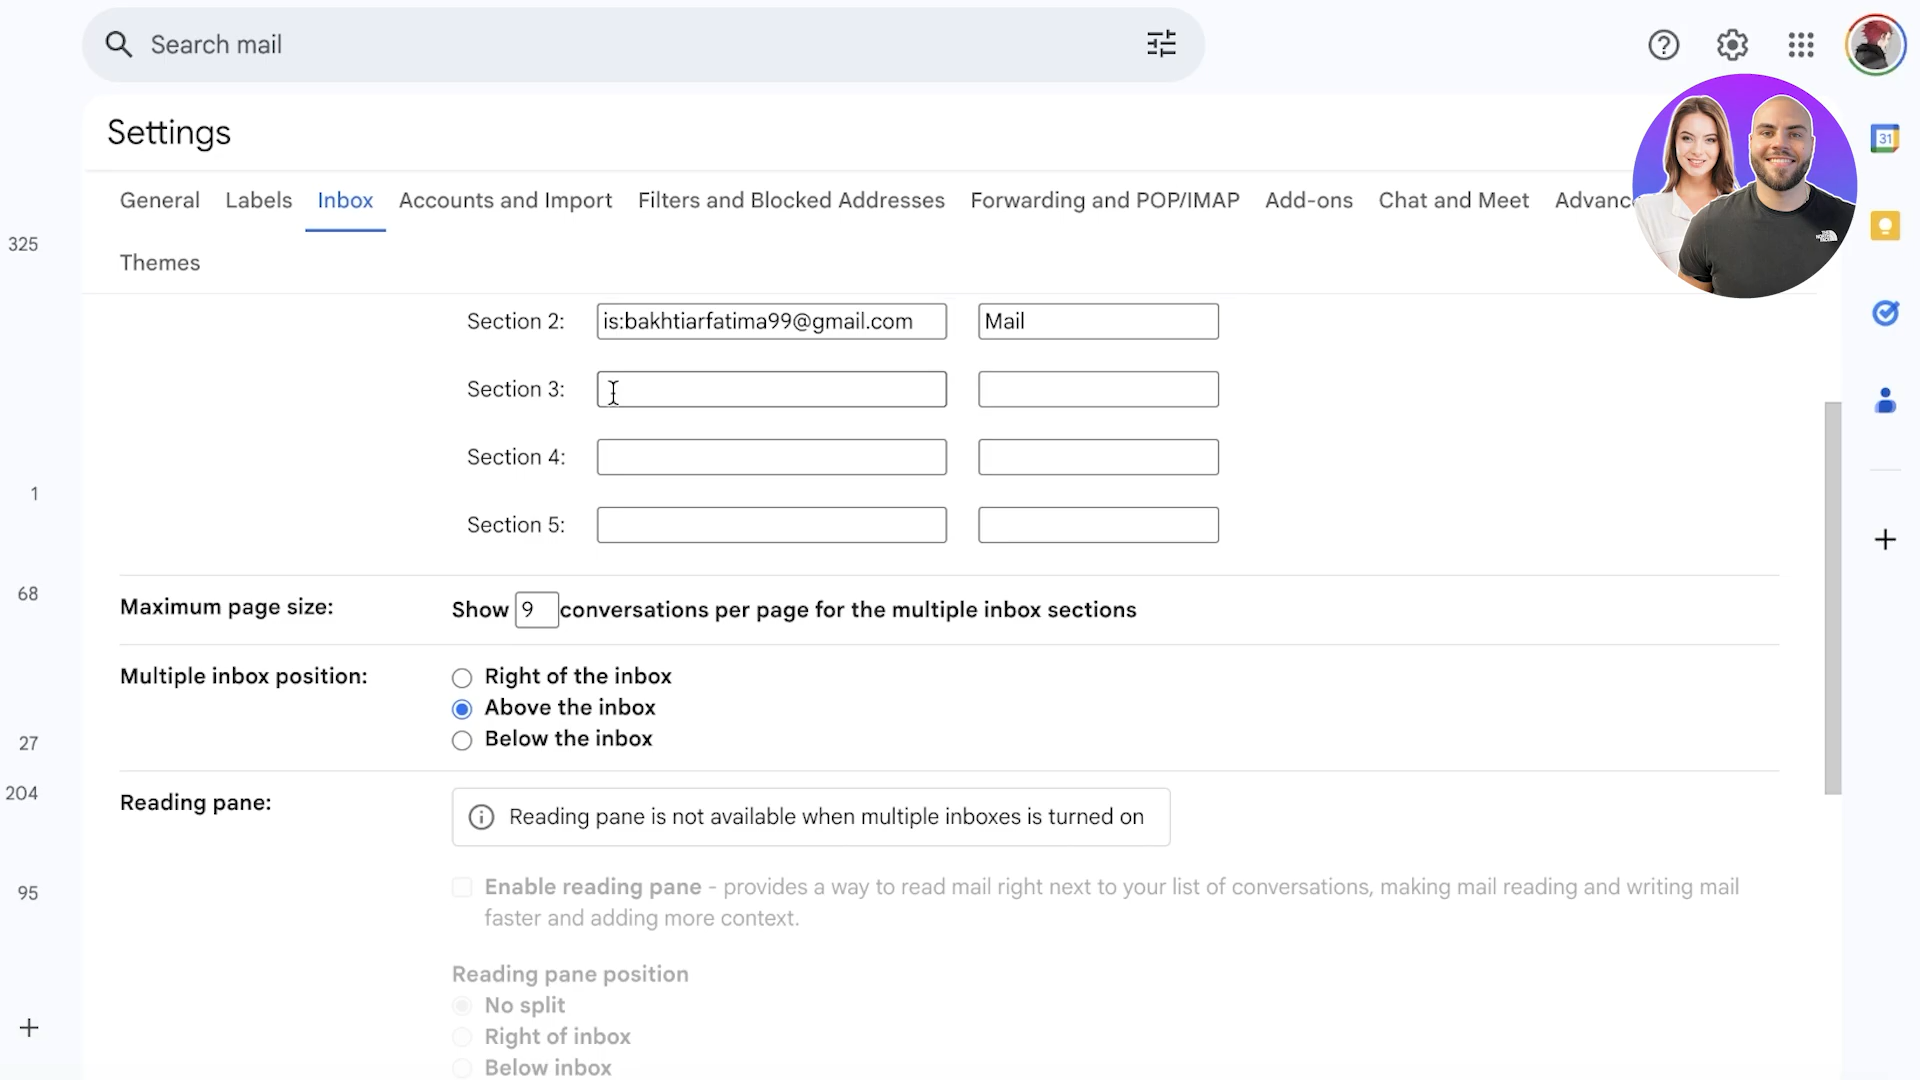 Search mail
Settings
General Labels Inbox Accounts and Import Filters and Blocked Addresses Forwarding and POP/IMAP Add-ons Chat and Meet Advanc
Themes
325
1
68
27
204
95
31
Section 2: is:bakhtiarfatima99@gmail.com Mail
Section 3:
Section 4:
Section 5:
Maximum page size: Show 9 conversations per page for the multiple inbox sections
Multiple inbox position: Right of the inbox
Above the inbox
Below the inbox
Reading pane: Reading pane is not available when multiple inboxes is turned on
Enable reading pane - provides a way to read mail right next to your list of conversations, making mail reading and writing mail
faster and adding more context.
Reading pane position
No split
Right of inbox
Below inbox